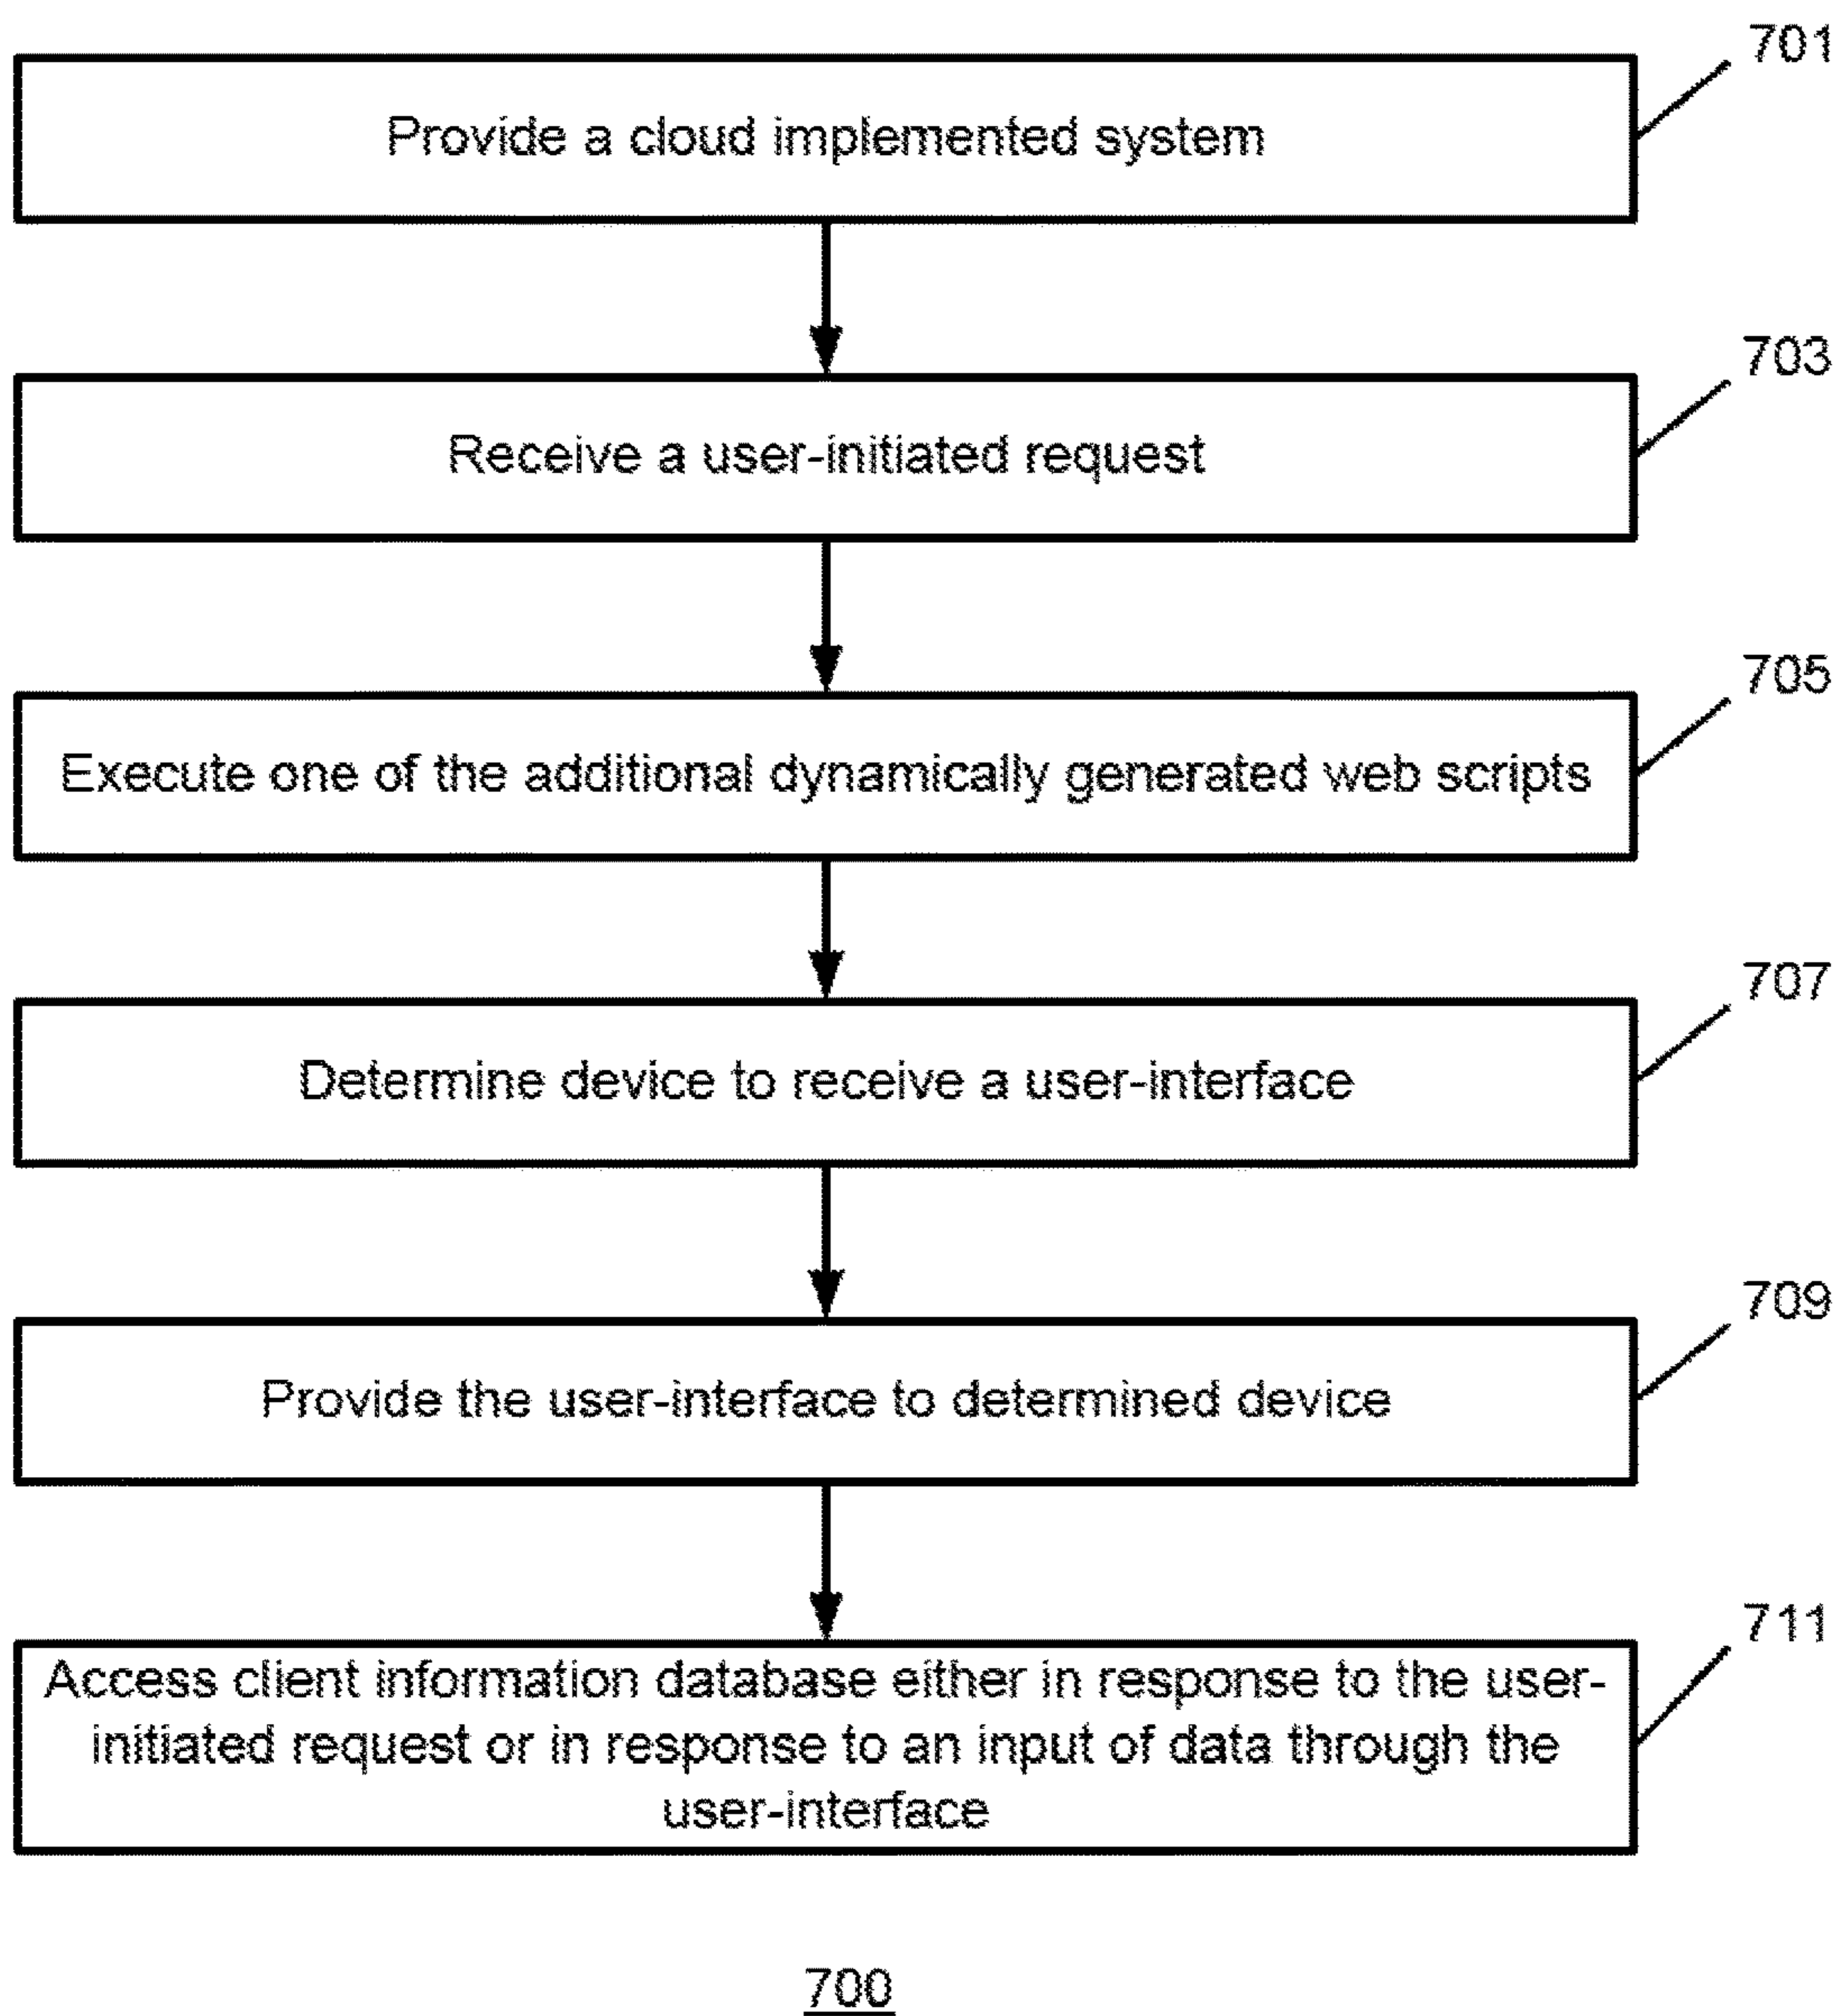 701
Provide a cloud implemented system
703
Receive a user-initiated request
705
Execute one of the additional dynamically generated web scripts
707
Determine device to receive a user-interface
709
Provide the user-interface to determined device
711
Access client information database either in response to the user-
initiated request or in response to an input of data through the
user-interface
700